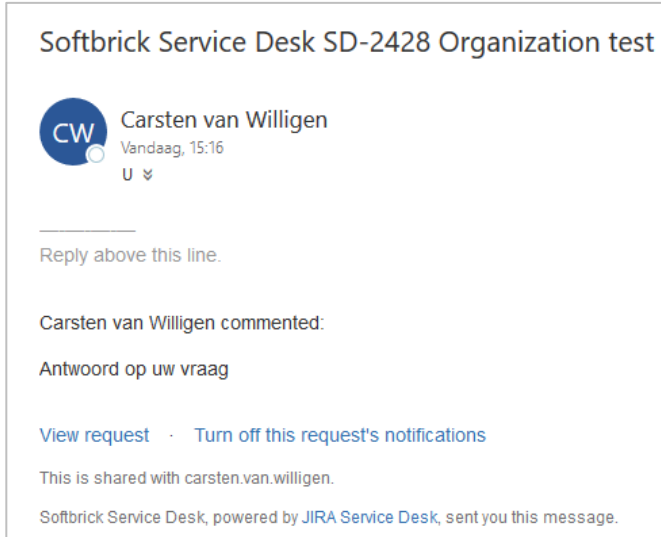 Softbrick Service Desk SD-2428 Organization test
CW
Carsten van Willigen
Vandaag, 15:16
U
Reply above this line.
Carsten van Willigen commented:
Antwoord op uw vraag
View request · Turn off this request's notifications
This is shared with carsten.van.willigen.
Softbrick Service Desk, powered by JIRA Service Desk, sent you this message.